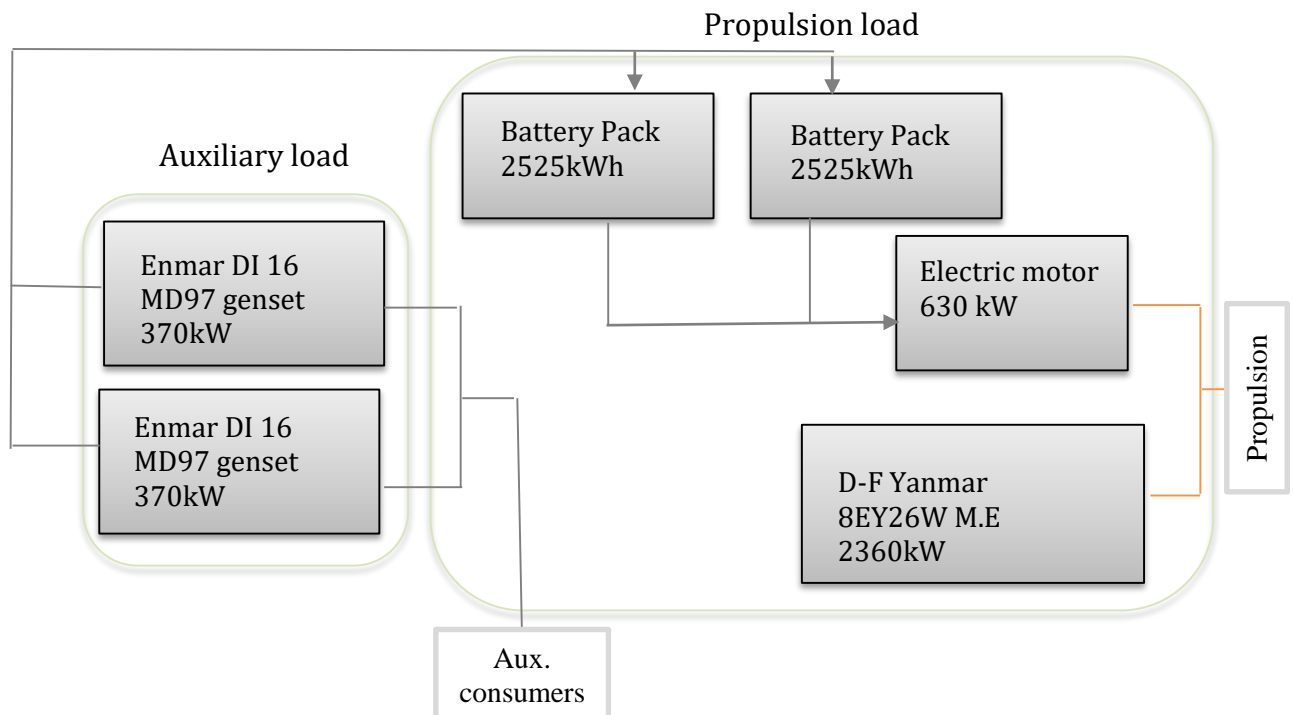 Propulsion load
Battery Pack
2525kWh
Battery Pack
2525kWh
Auxiliary load
Enmar DI 16
MD97 genset
370kW
Electric motor
630 kW
Propulsion
Enmar DI 16
MD97 genset
370kW
D-F Yanmar
8EY26W M.E
2360kW
Aux.
consumers